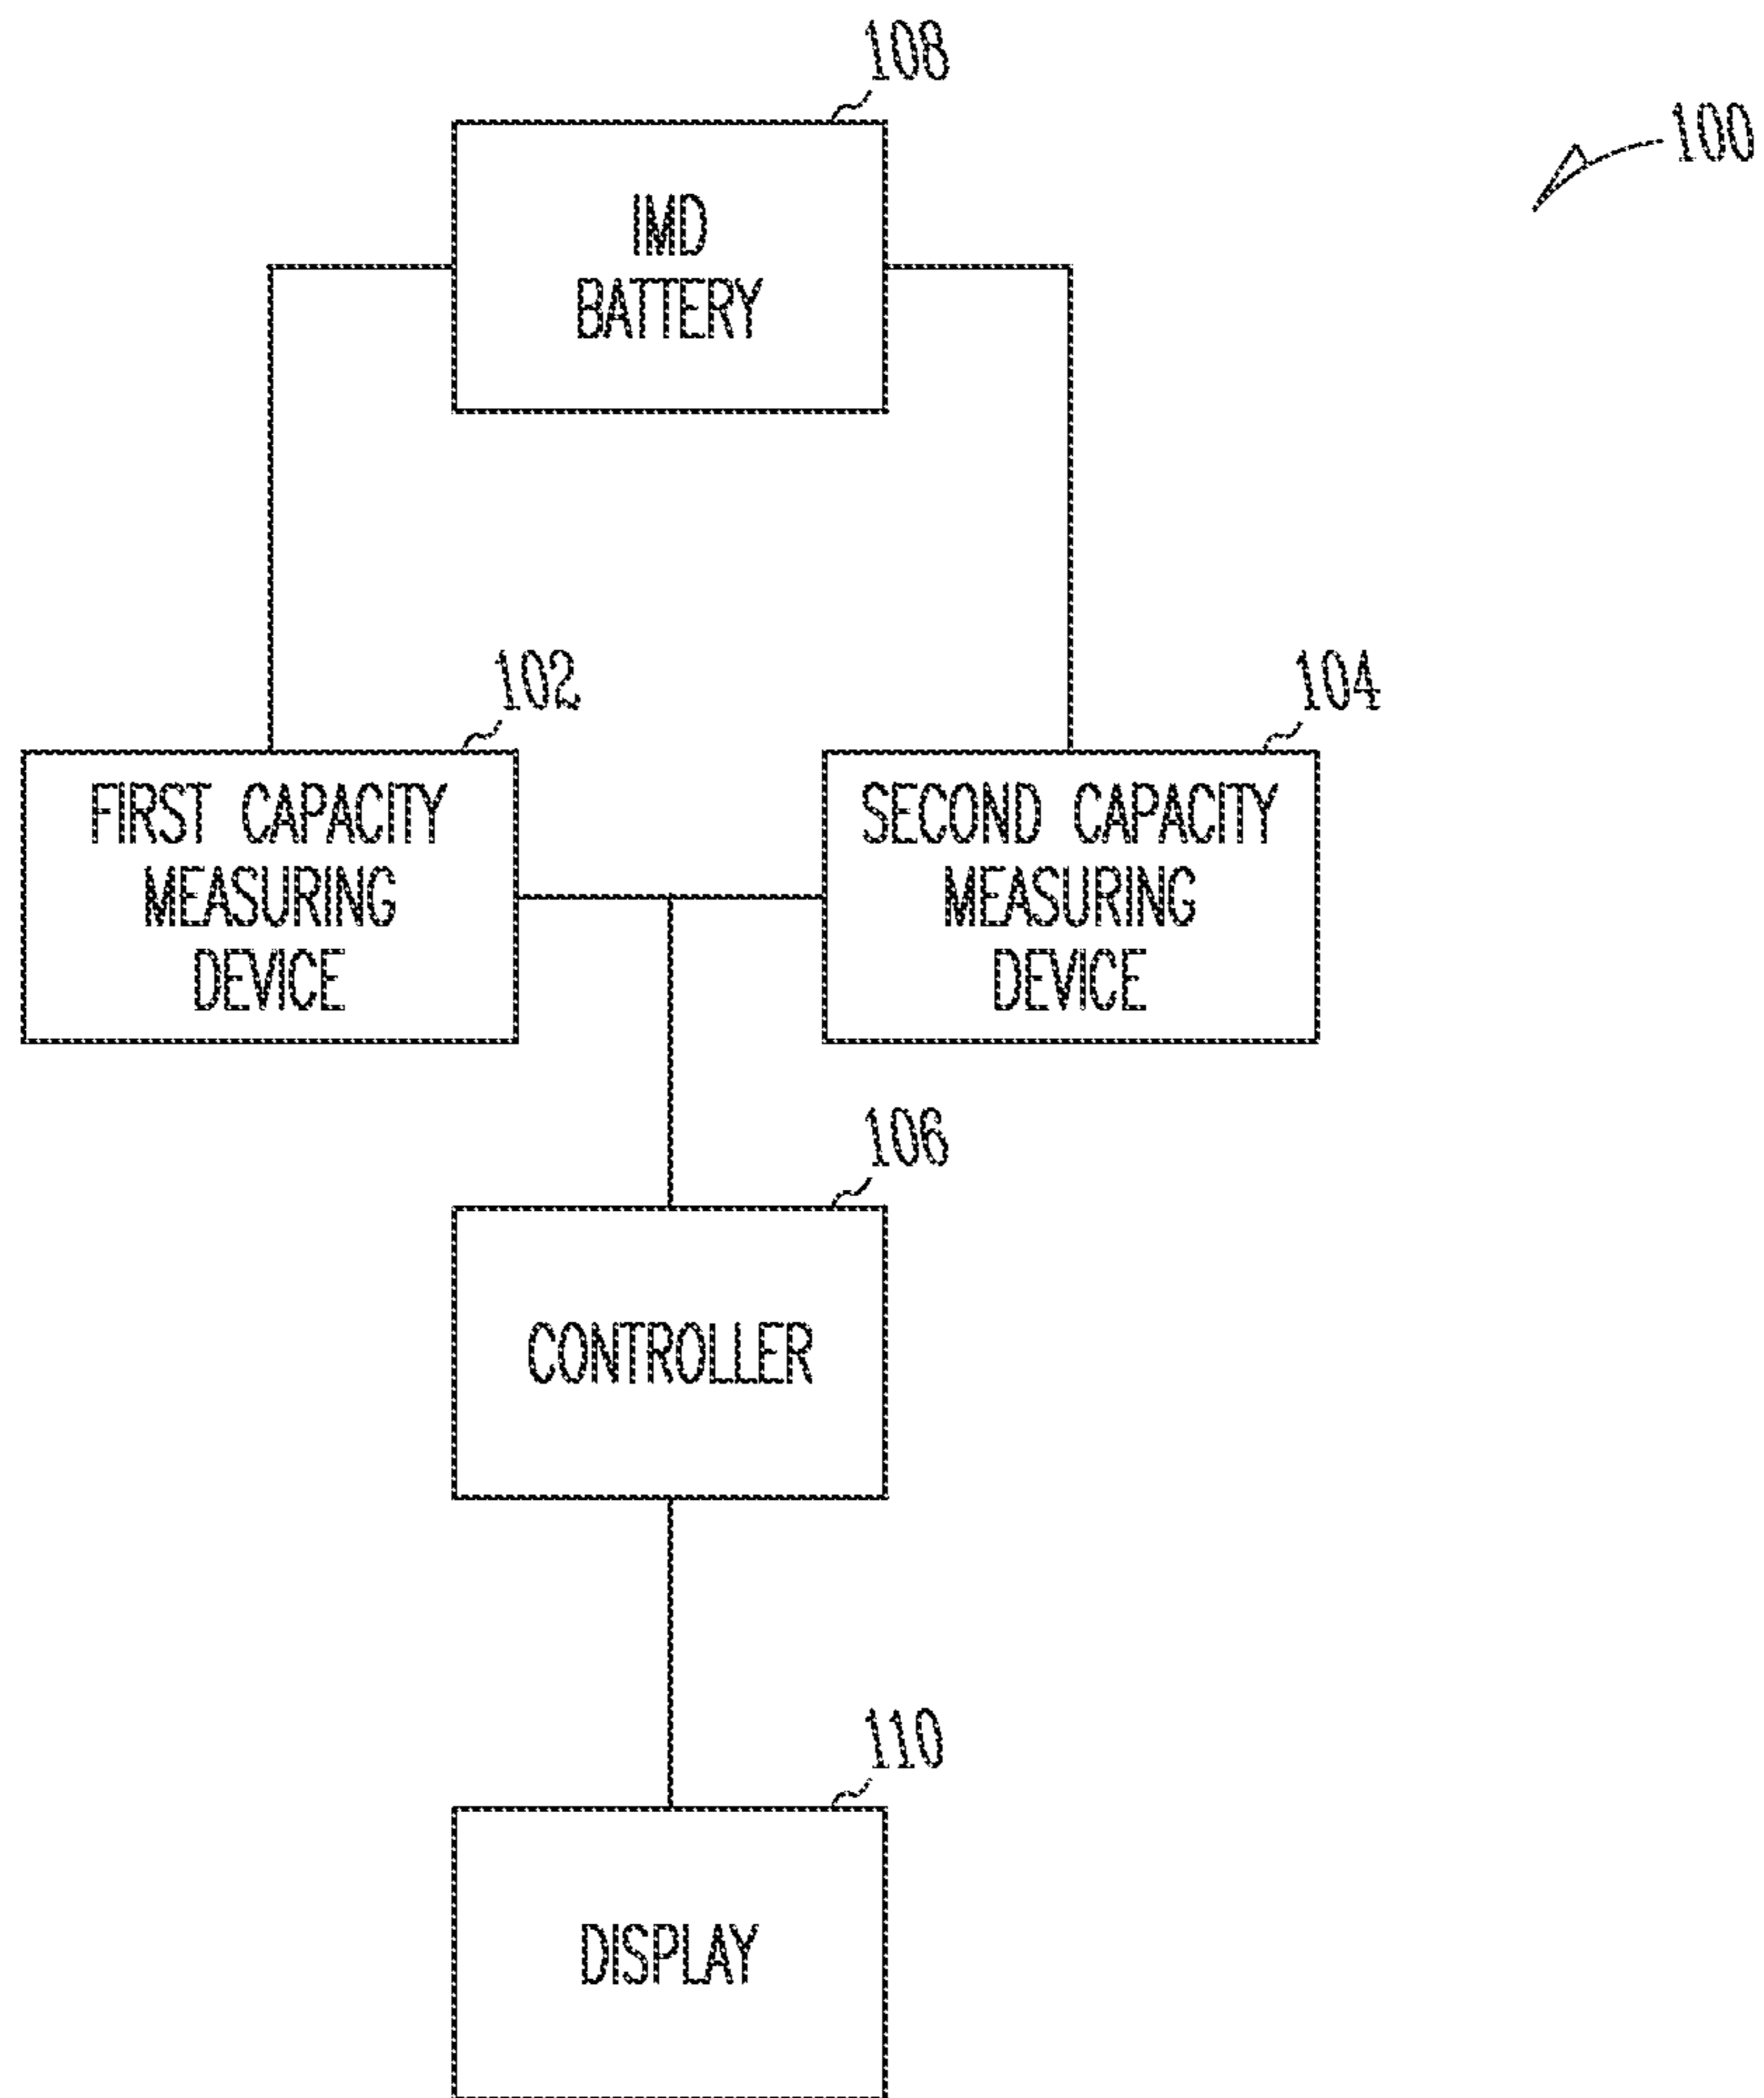 108
100
IMD
BATTERY
102
104
FIRST CAPACITY
MEASURING
DEVICE
SECOND CAPACITY
MEASURING
DEVICE
106
CONTROLLER
110
DISPLAY